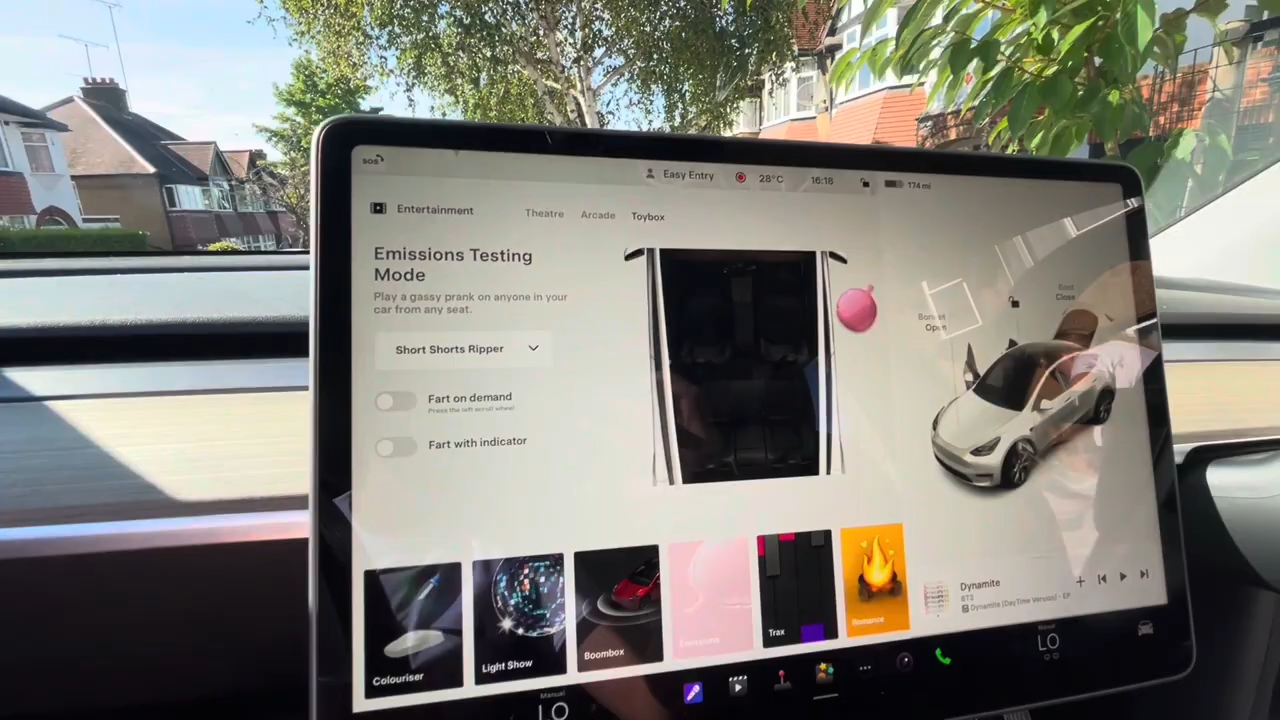 SOS
Easy Entry
28°C
16:18
174 mi
Entertainment
Theatre
Arcade
Toybox
Emissions Testing
Mode
Play a gassy prank on anyone in your
car from any seat.
Short Shorts Ripper
Fart on demand
Press the left scroll wheel
Fart with indicator
Bonnet
Open
Boot
Close
Colouriser
Light Show
Boombox
Emissions
Trax
Romance
Dynamite
BTS
Dynamite (DayTime Version) - EP
Manual
LO
Manual
LO